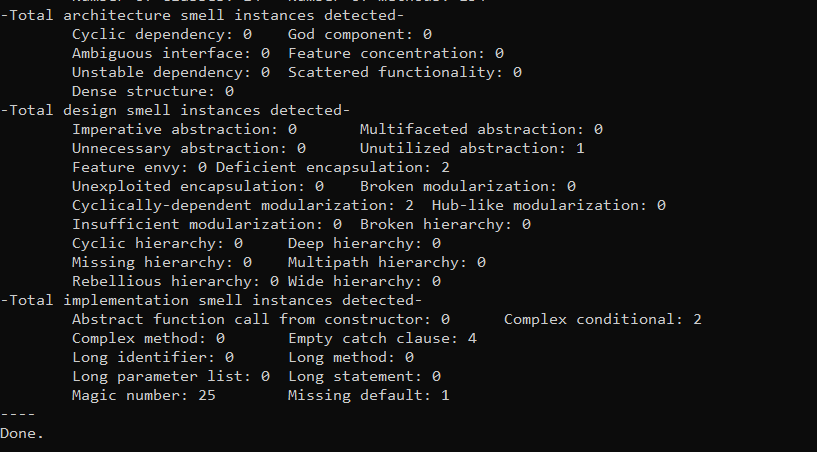 -Total architecture smell instances detected-
Cyclic dependency: 0    God component: 0
Ambiguous interface: 0  Feature concentration: 0
Unstable dependency: 0  Scattered functionality: 0
Dense structure: 0
-Total design smell instances detected-
Imperative abstraction: 0       Multifaceted abstraction: 0
Unnecessary abstraction: 0      Unutilized abstraction: 1
Feature envy: 0 Deficient encapsulation: 2
Unexploited encapsulation: 0    Broken modularization: 0
Cyclically-dependent modularization: 2  Hub-like modularization: 0
Insufficient modularization: 0  Broken hierarchy: 0
Cyclic hierarchy: 0     Deep hierarchy: 0
Missing hierarchy: 0    Multipath hierarchy: 0
Rebellious hierarchy: 0 Wide hierarchy: 0
-Total implementation smell instances detected-
Abstract function call from constructor: 0      Complex conditional: 2
Complex method: 0       Empty catch clause: 4
Long identifier: 0      Long method: 0
Long parameter list: 0  Long statement: 0
Magic number: 25        Missing default: 1
----
Done.